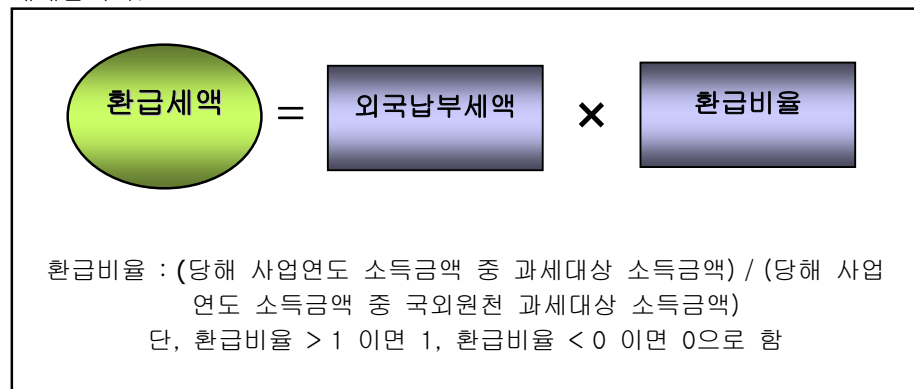 환급세액 = 외국납부세액 × 환급비율
환급비율 : (당해 사업연도 소득금액 중 과세대상 소득금액) / (당해 사업
연도 소득금액 중 국외원천 과세대상 소득금액)
단, 환급비율 > 1 이면 1, 환급비율 < 0 이면 0으로 함